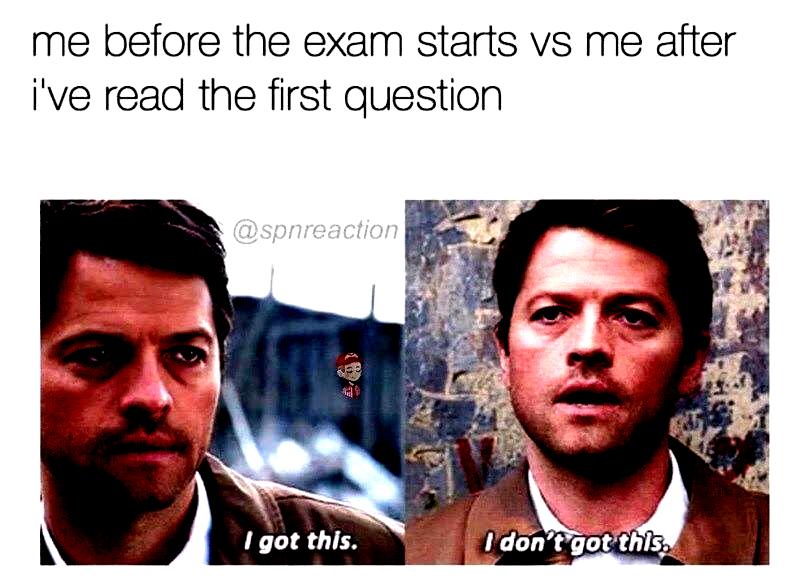 me before the exam starts vs me after
i've read the first question
@spnreaction
I got this.
I don't got this.